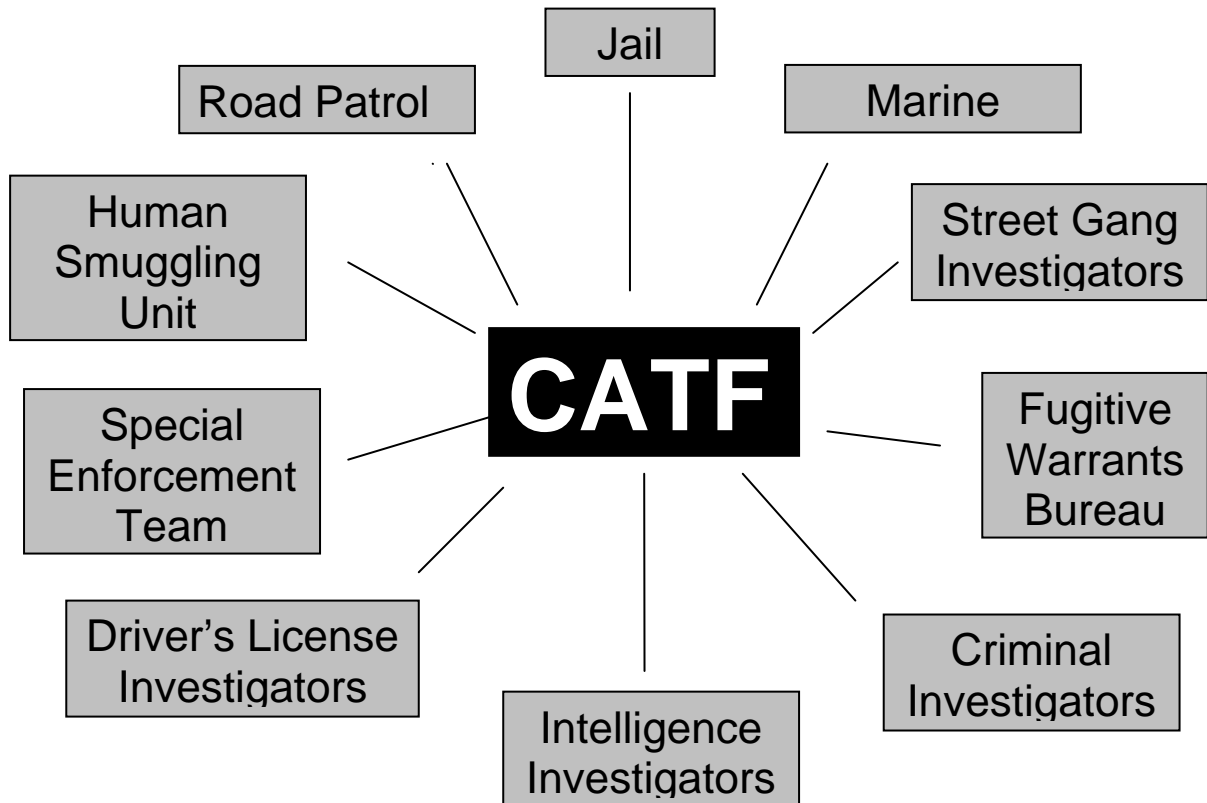 Jail
Road Patrol
Marine
Human
Smuggling
Unit
Street Gang
Investigators
CATF
Special
Enforcement
Team
Fugitive
Warrants
Bureau
Driver’s License
Investigators
Criminal
Investigators
Intelligence
Investigators